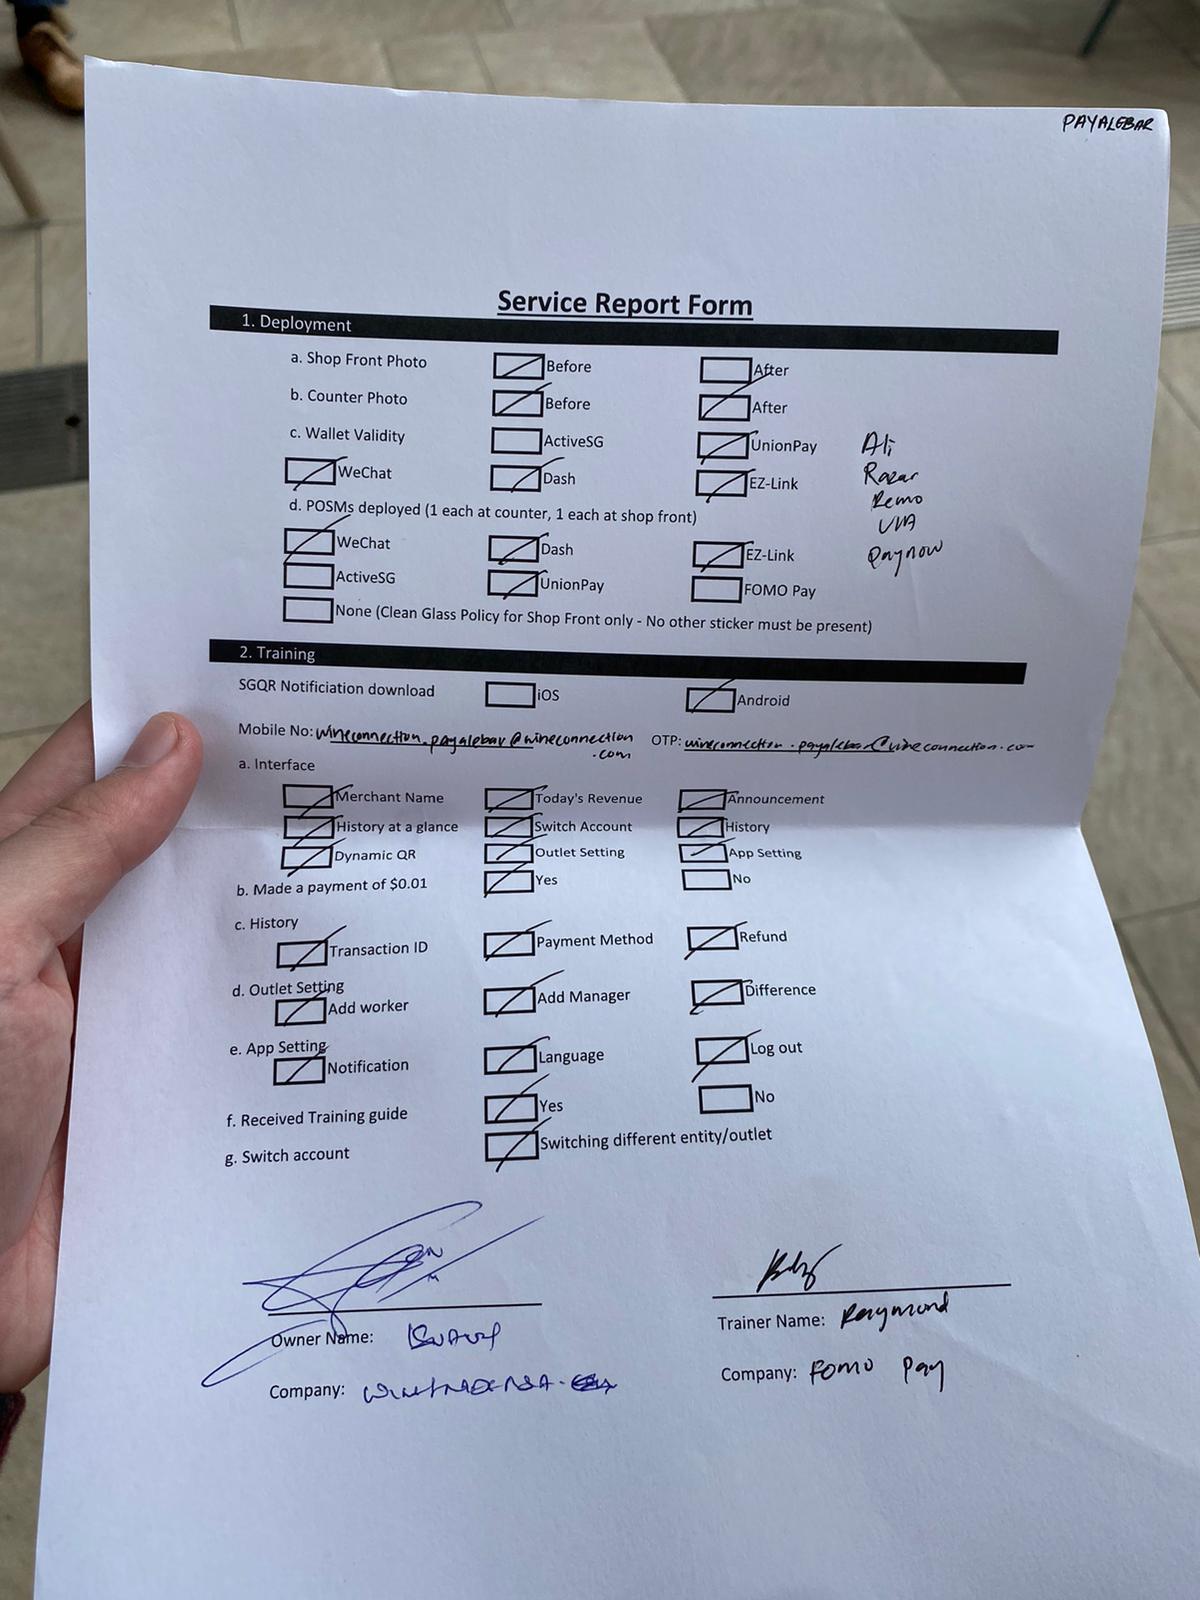 PAYALEBAR
Service Report Form
1. Deployment
a. Shop Front Photo Before After
b. Counter Photo Before After
c. Wallet Validity ActiveSG UnionPay Ali
WeChat Dash EZ-Link Razar
Remo
d. POSMs deployed (1 each at counter, 1 each at shop front)
WeChat Dash EZ-Link Paynow
ActiveSG UnionPay FOMO Pay
None (Clean Glass Policy for Shop Front only - No other sticker must be present)
2. Training
SGQR Notificiation download iOS Android
Mobile No: wineconnection.payalebar@wineconnection OTP: wineconnection.payalebar@wineconnection.com
.com
a. Interface
Merchant Name Today's Revenue Announcement
History at a glance Switch Account History
Dynamic QR Outlet Setting App Setting
b. Made a payment of $0.01 Yes No
c. History
Transaction ID Payment Method Refund
d. Outlet Setting
Add worker Add Manager Difference
e. App Setting
Notification Language Log out
f. Received Training guide Yes No
g. Switch account Switching different entity/outlet
Owner Name: Trainer Name: Raymond
Company: Company: FOMO Pay